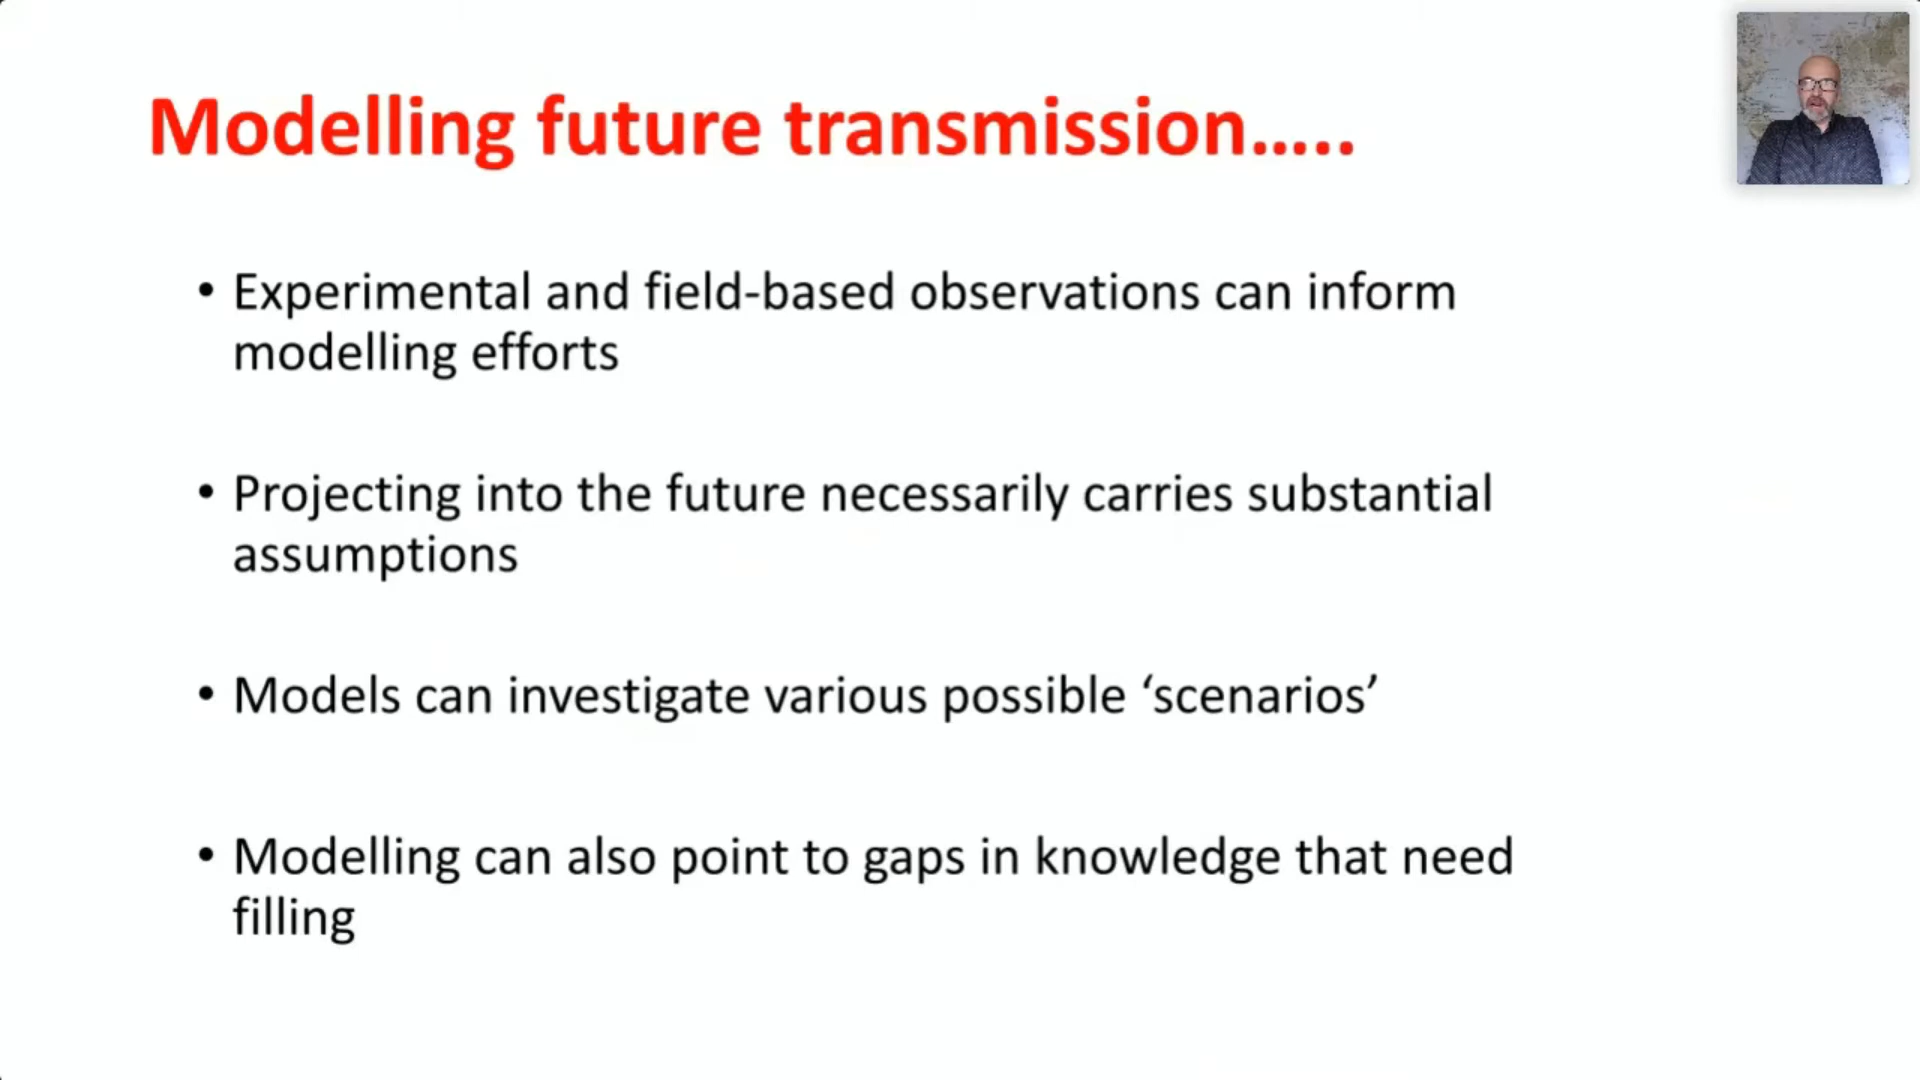 Modelling future transmission.....
• Experimental and field-based observations can inform
modelling efforts
• Projecting into the future necessarily carries substantial
assumptions
• Models can investigate various possible ‘scenarios’
• Modelling can also point to gaps in knowledge that need
filling